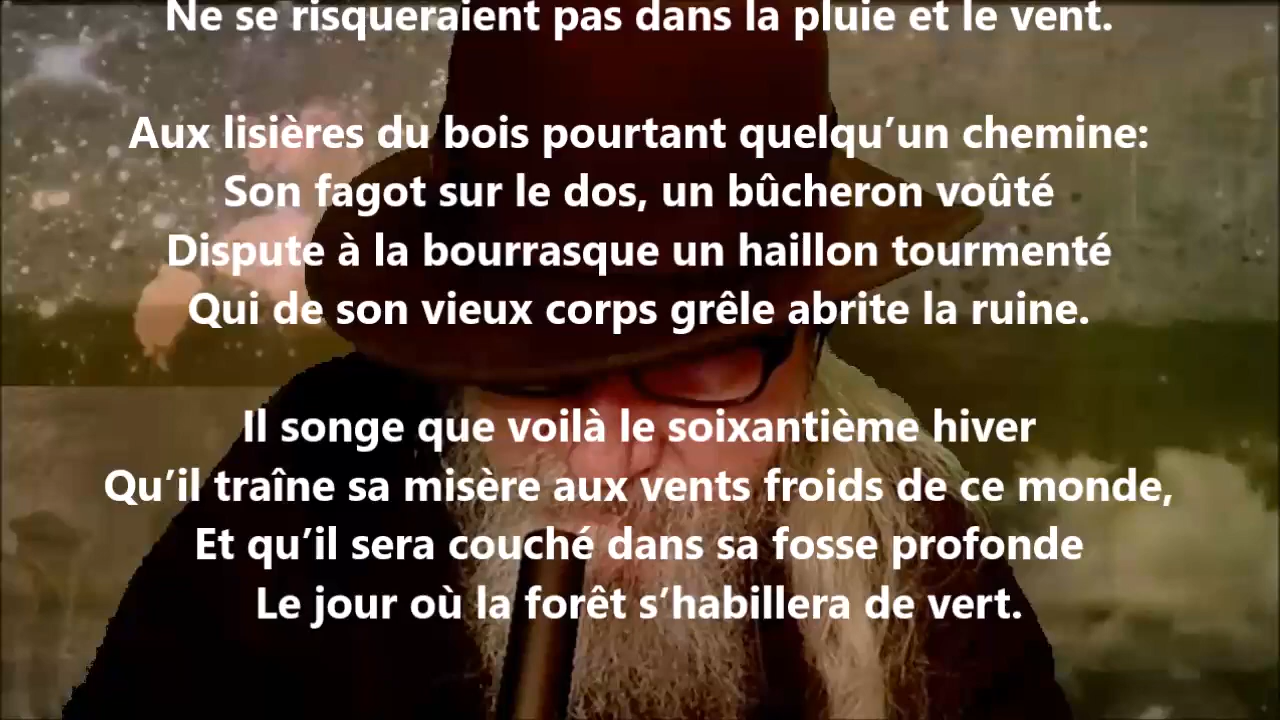 Ne se risqueraient pas dans la pluie et le vent.
Aux lisières du bois pourtant quelqu’un chemine:
Son fagot sur le dos, un bûcheron voûté
Dispute à la bourrasque un haillon tourmenté
Qui de son vieux corps grêle abrite la ruine.
Il songe que voilà le soixantième hiver
Qu’il traîne sa misère aux vents froids de ce monde,
Et qu’il sera couché dans sa fosse profonde
Le jour où la forêt s’habillera de vert.